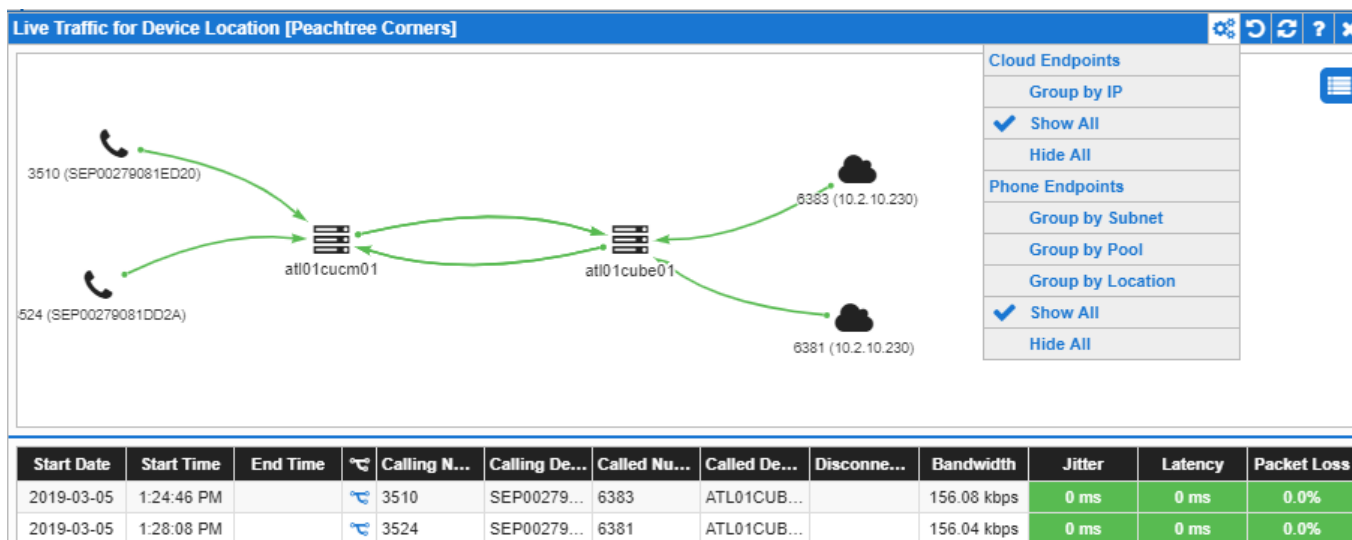 Live Traffic for Device Location [Peachtree Corners]
?
Cloud Endpoints
Group by IP
Show All
Hide All
Phone Endpoints
Group by Subnet
Group by Pool
Group by Location
Show All
Hide All
3510 (SEP00279081ED20)
524 (SEP00279081DD2A)
atl01cucm01
atl01cube01
6383 (10.2.10.230)
6381 (10.2.10.230)
Start Date Start Time End Time Calling N... Calling De... Called Nu... Called De... Disconne... Bandwidth Jitter Latency Packet Loss
2019-03-05 1:24:46 PM 3510 SEP00279... 6383 ATL01CUB... 156.08 kbps 0 ms 0 ms 0.0%
2019-03-05 1:28:08 PM 3524 SEP00279... 6381 ATL01CUB... 156.04 kbps 0 ms 0 ms 0.0%